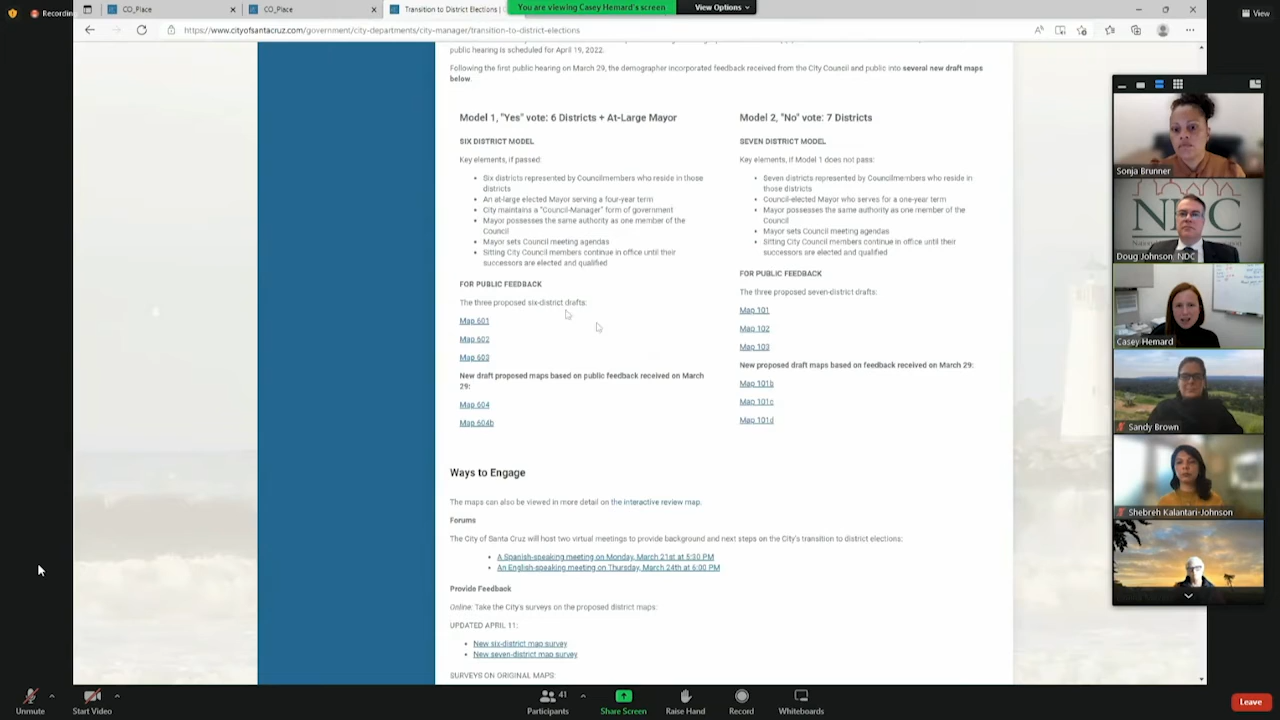 Recording
CO_Place
CO_Place
Transition to District Elections |
You are viewing Casey Hemard's screen
View Options
View
https://www.cityofsantacruz.com/government/city-departments/city-manager/transition-to-district-elections
public hearing is scheduled for April 19, 2022.
Following the first public hearing on March 29, the demographer incorporated feedback received from the City Council and public into several new draft maps
below.
Model 1, "Yes" vote: 6 Districts + At-Large Mayor
SIX DISTRICT MODEL
Key elements, if passed:
Six districts represented by Councilmembers who reside in those
districts
An at-large elected Mayor serving a four-year term
City maintains a "Council-Manager" form of government
Mayor possesses the same authority as one member of the
Council
Mayor sets Council meeting agendas
Sitting City Council members continue in office until their
successors are elected and qualified
FOR PUBLIC FEEDBACK
The three proposed six-district drafts:
Map 601
Map 602
Map 603
New draft proposed maps based on public feedback received on March
29:
Map 604
Map 604b
Model 2, "No" vote: 7 Districts
SEVEN DISTRICT MODEL
Key elements, if Model 1 does not pass:
Seven districts represented by Councilmembers who reside in
those districts
Council-elected Mayor who serves for a one-year term
Mayor possesses the same authority as one member of the
Council
Mayor sets Council meeting agendas
Sitting City Council members continue in office until their
successors are elected and qualified
FOR PUBLIC FEEDBACK
The three proposed seven-district drafts:
Map 101
Map 102
Map 103
New proposed draft maps based on feedback received on March 29:
Map 101b
Map 101c
Map 101d
Ways to Engage
The maps can also be viewed in more detail on the interactive review map.
Forums
The City of Santa Cruz will host two virtual meetings to provide background and next steps on the City's transition to district elections:
A Spanish-speaking meeting on Monday, March 21st at 5:30 PM
An English-speaking meeting on Thursday, March 24th at 6:00 PM
Provide Feedback
Online: Take the City's surveys on the proposed district maps:
UPDATED APRIL 11:
New six-district map survey
New seven-district map survey
SURVEYS ON ORIGINAL MAPS:
Sonja Brunner
NDC
Doug Johnson NDC
Casey Hemard
Sandy Brown
Shebreh Kalantari-Johnson
Unmute
Start Video
Participants
41
Share Screen
Raise Hand
Record
Whiteboards
Leave